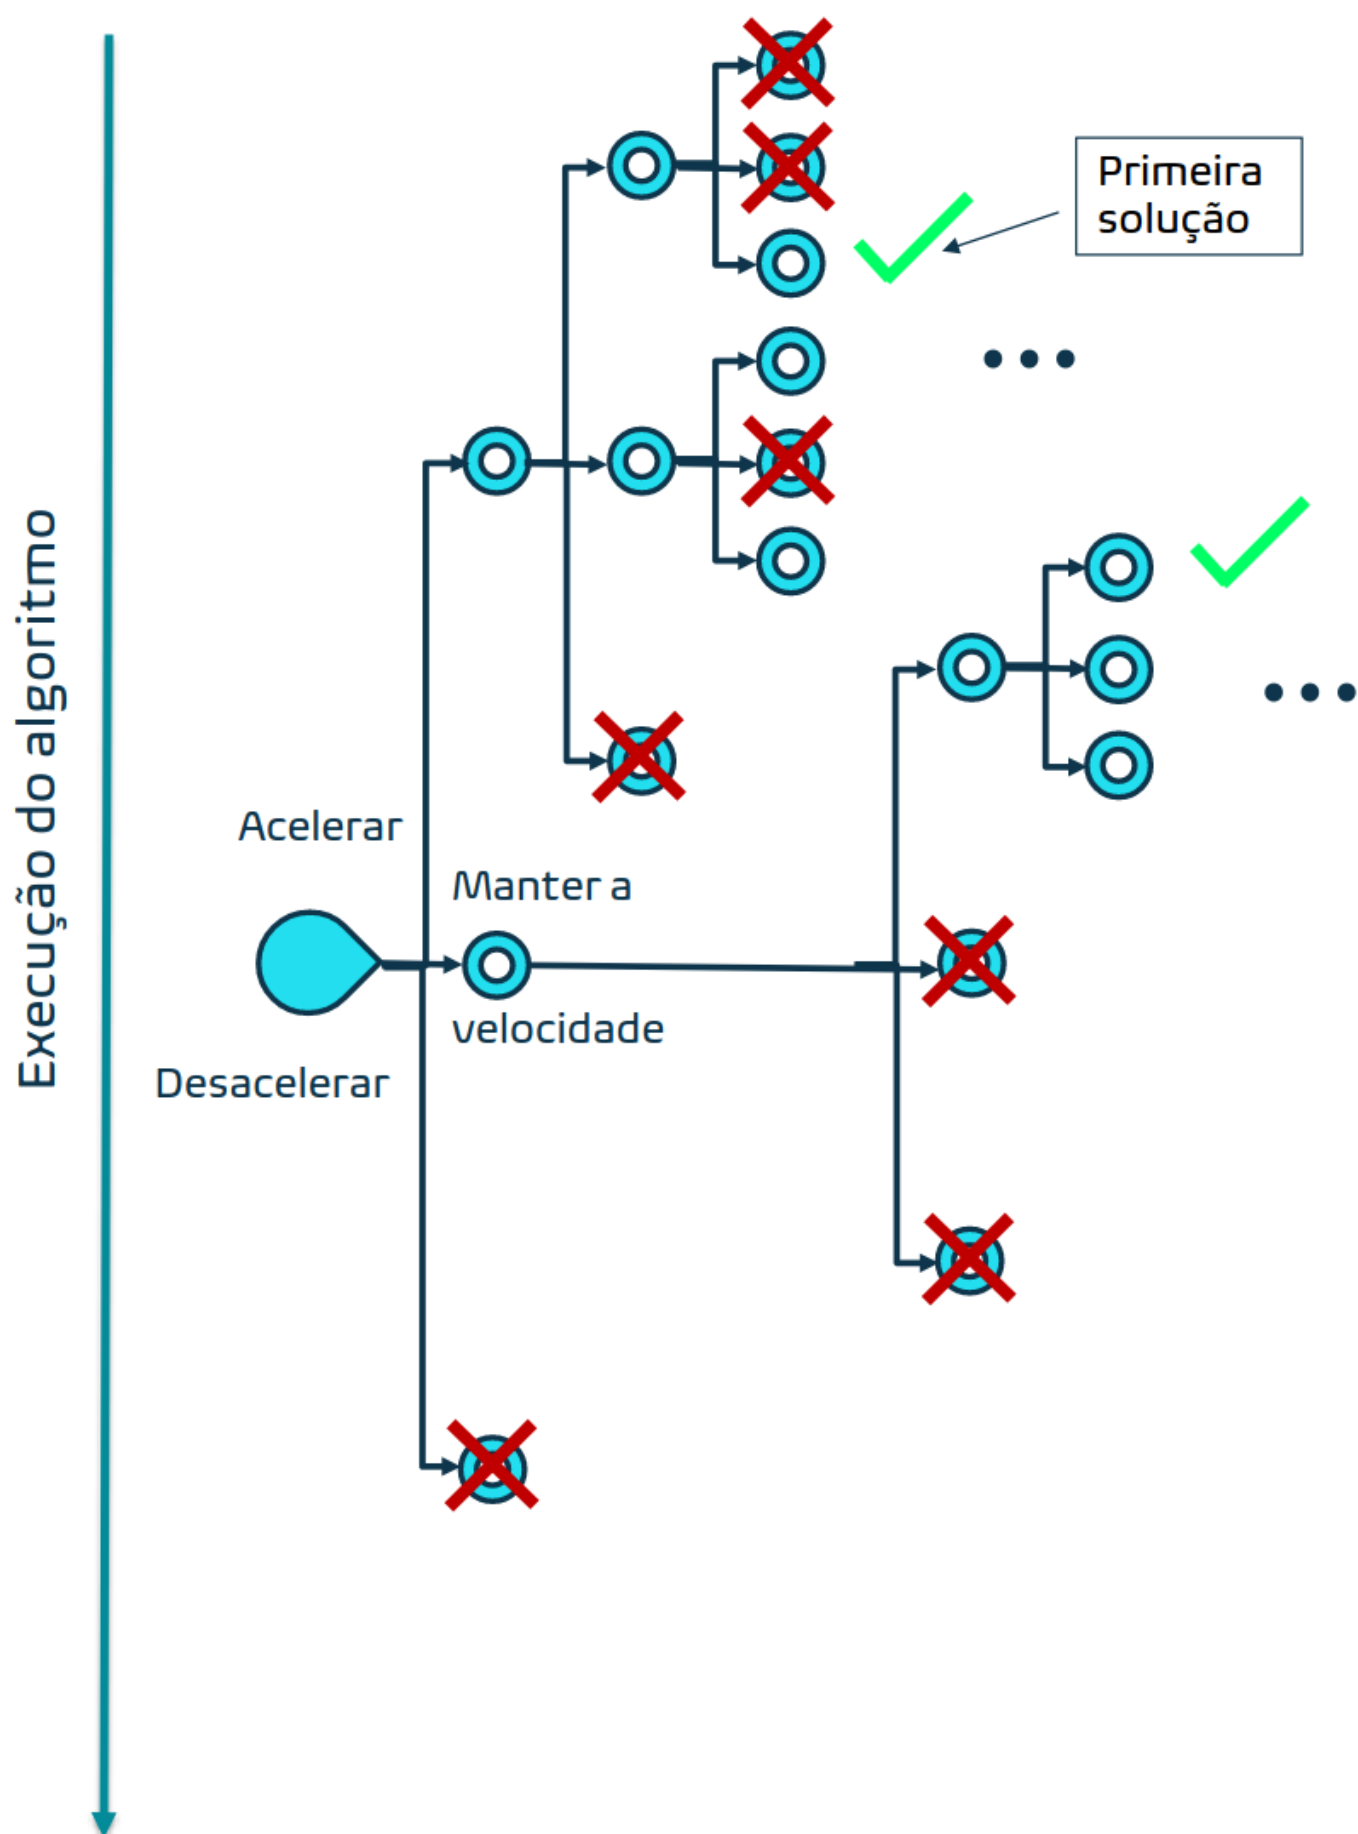 Primeira
solução
Execução do algoritmo
Acelerar
Manter a
velocidade
Desacelerar